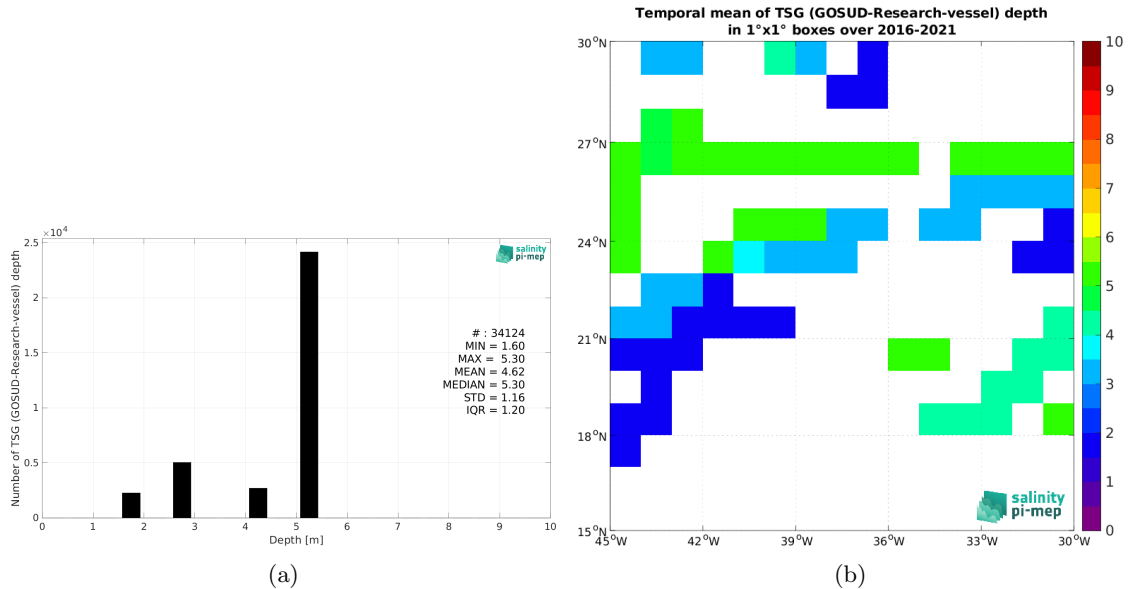 ×10⁴
2.5
2
1.5
1
0.5
0
0 1 2 3 4 5 6 7 8 9 10
Depth [m]
Number of TSG (GOSUD-Research-vessel) depth
salinity
pi-mep
# : 34124
MIN = 1.60
MAX = 5.30
MEAN = 4.62
MEDIAN = 5.30
STD = 1.16
IQR = 1.20
(a)
Temporal mean of TSG (GOSUD-Research-vessel) depth
in 1°x1° boxes over 2016-2021
30°N
27°N
24°N
21°N
18°N
15°N
45°W 42°W 39°W 36°W 33°W 30°W
salinity
pi-mep
10
9
8
7
6
5
4
3
2
1
0
(b)